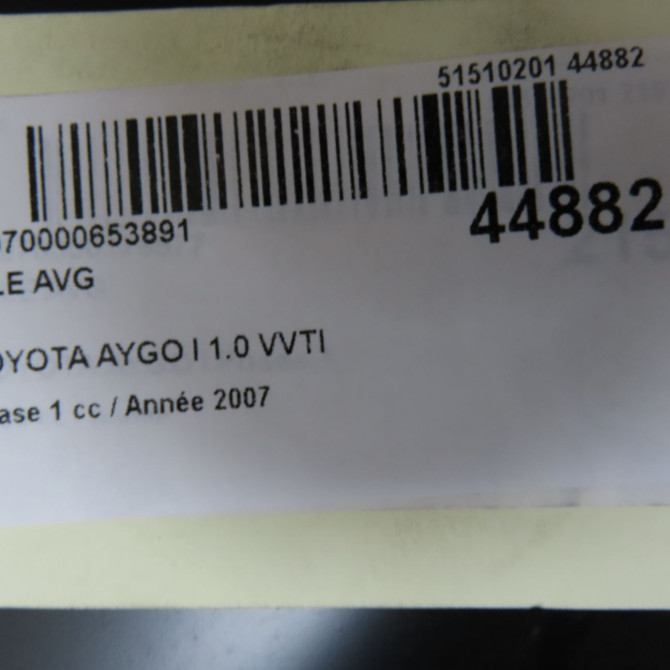 51510201 44882
70000653891
44882
LE AVG
OYOTA AYGO I 1.0 VVTI
ase 1 cc / Année 2007